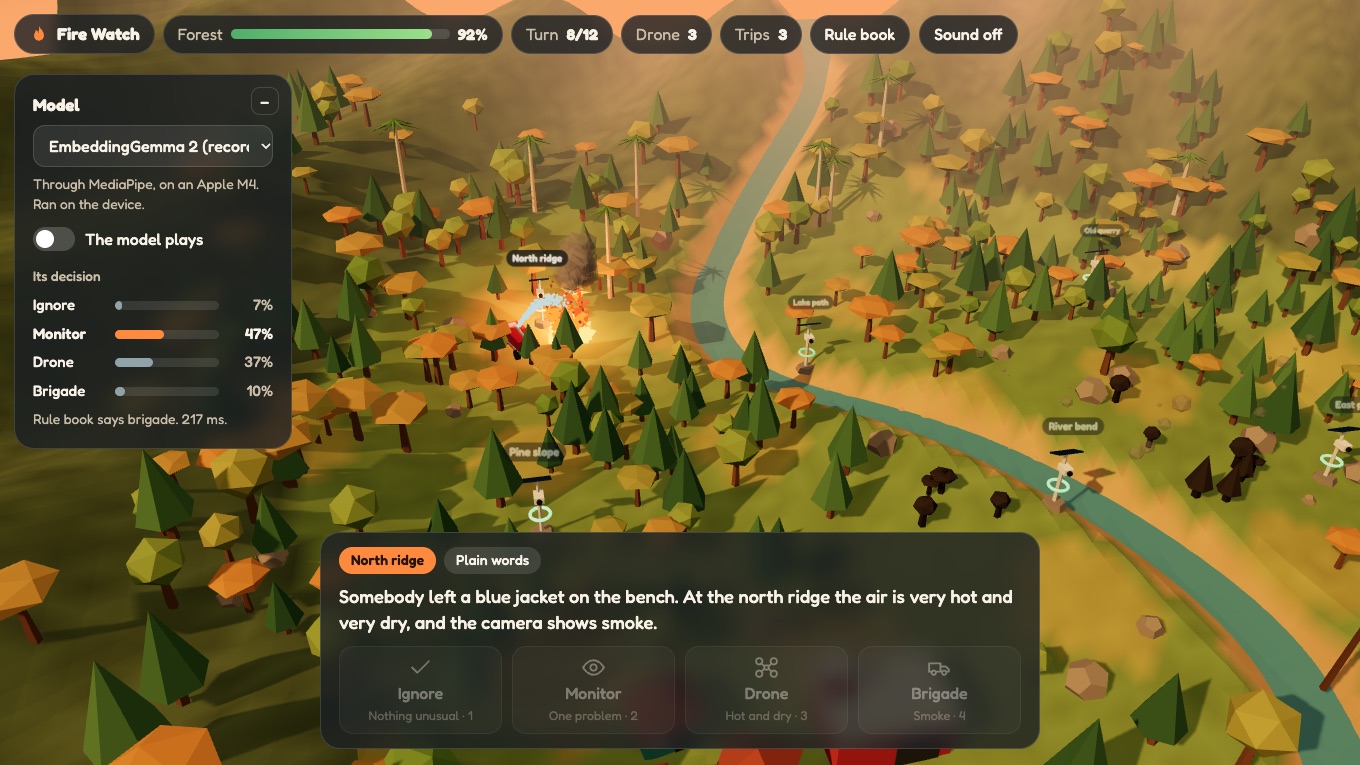 Fire Watch
Forest 92%
Turn 8/12
Drone 3
Trips 3
Rule book
Sound off
Model
−
EmbeddingGemma 2 (recor
Through MediaPipe, on an Apple M4.
Ran on the device.
The model plays
Its decision
Ignore 7%
Monitor 47%
Drone 37%
Brigade 10%
Rule book says brigade. 217 ms.
Old quarry
North ridge
Lake path
East
River bend
Pine slope
North ridge
Plain words
Somebody left a blue jacket on the bench. At the north ridge the air is very hot and
very dry, and the camera shows smoke.
Ignore
Nothing unusual · 1
Monitor
One problem · 2
Drone
Hot and dry · 3
Brigade
Smoke · 4